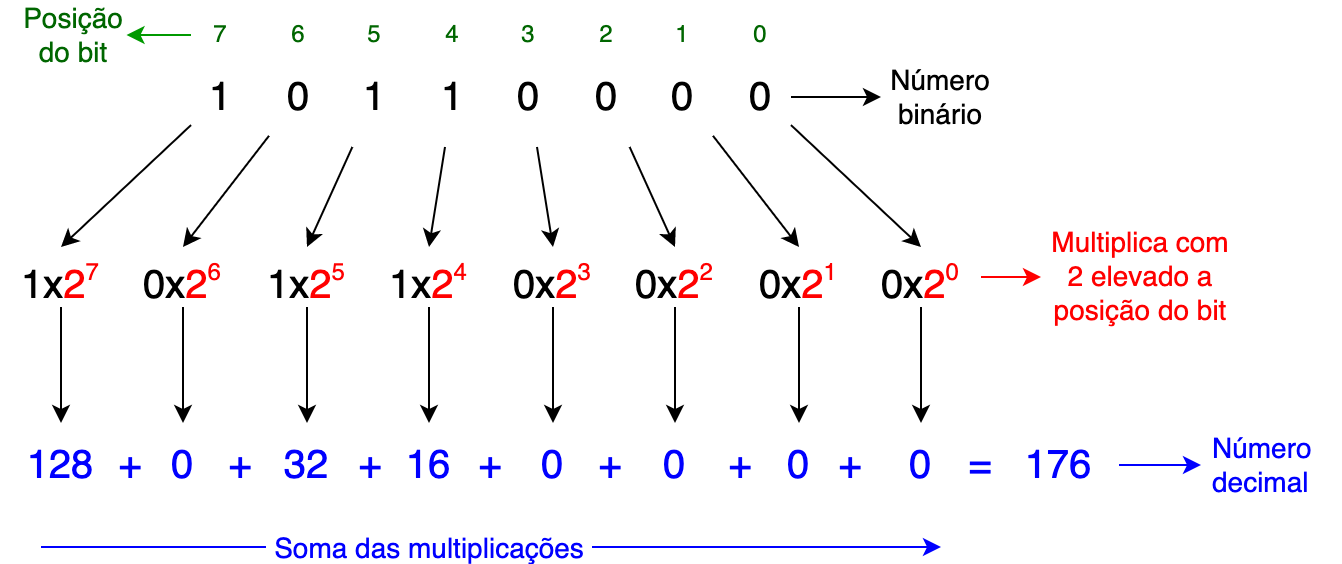 Posição
do bit
7 6 5 4 3 2 1 0
1 0 1 1 0 0 0 0
Número
binário
1x2⁷ 0x2⁶ 1x2⁵ 1x2⁴ 0x2³ 0x2² 0x2¹ 0x2⁰
Multiplica com
2 elevado a
posição do bit
128 + 0 + 32 + 16 + 0 + 0 + 0 + 0 = 176
Número
decimal
Soma das multiplicações